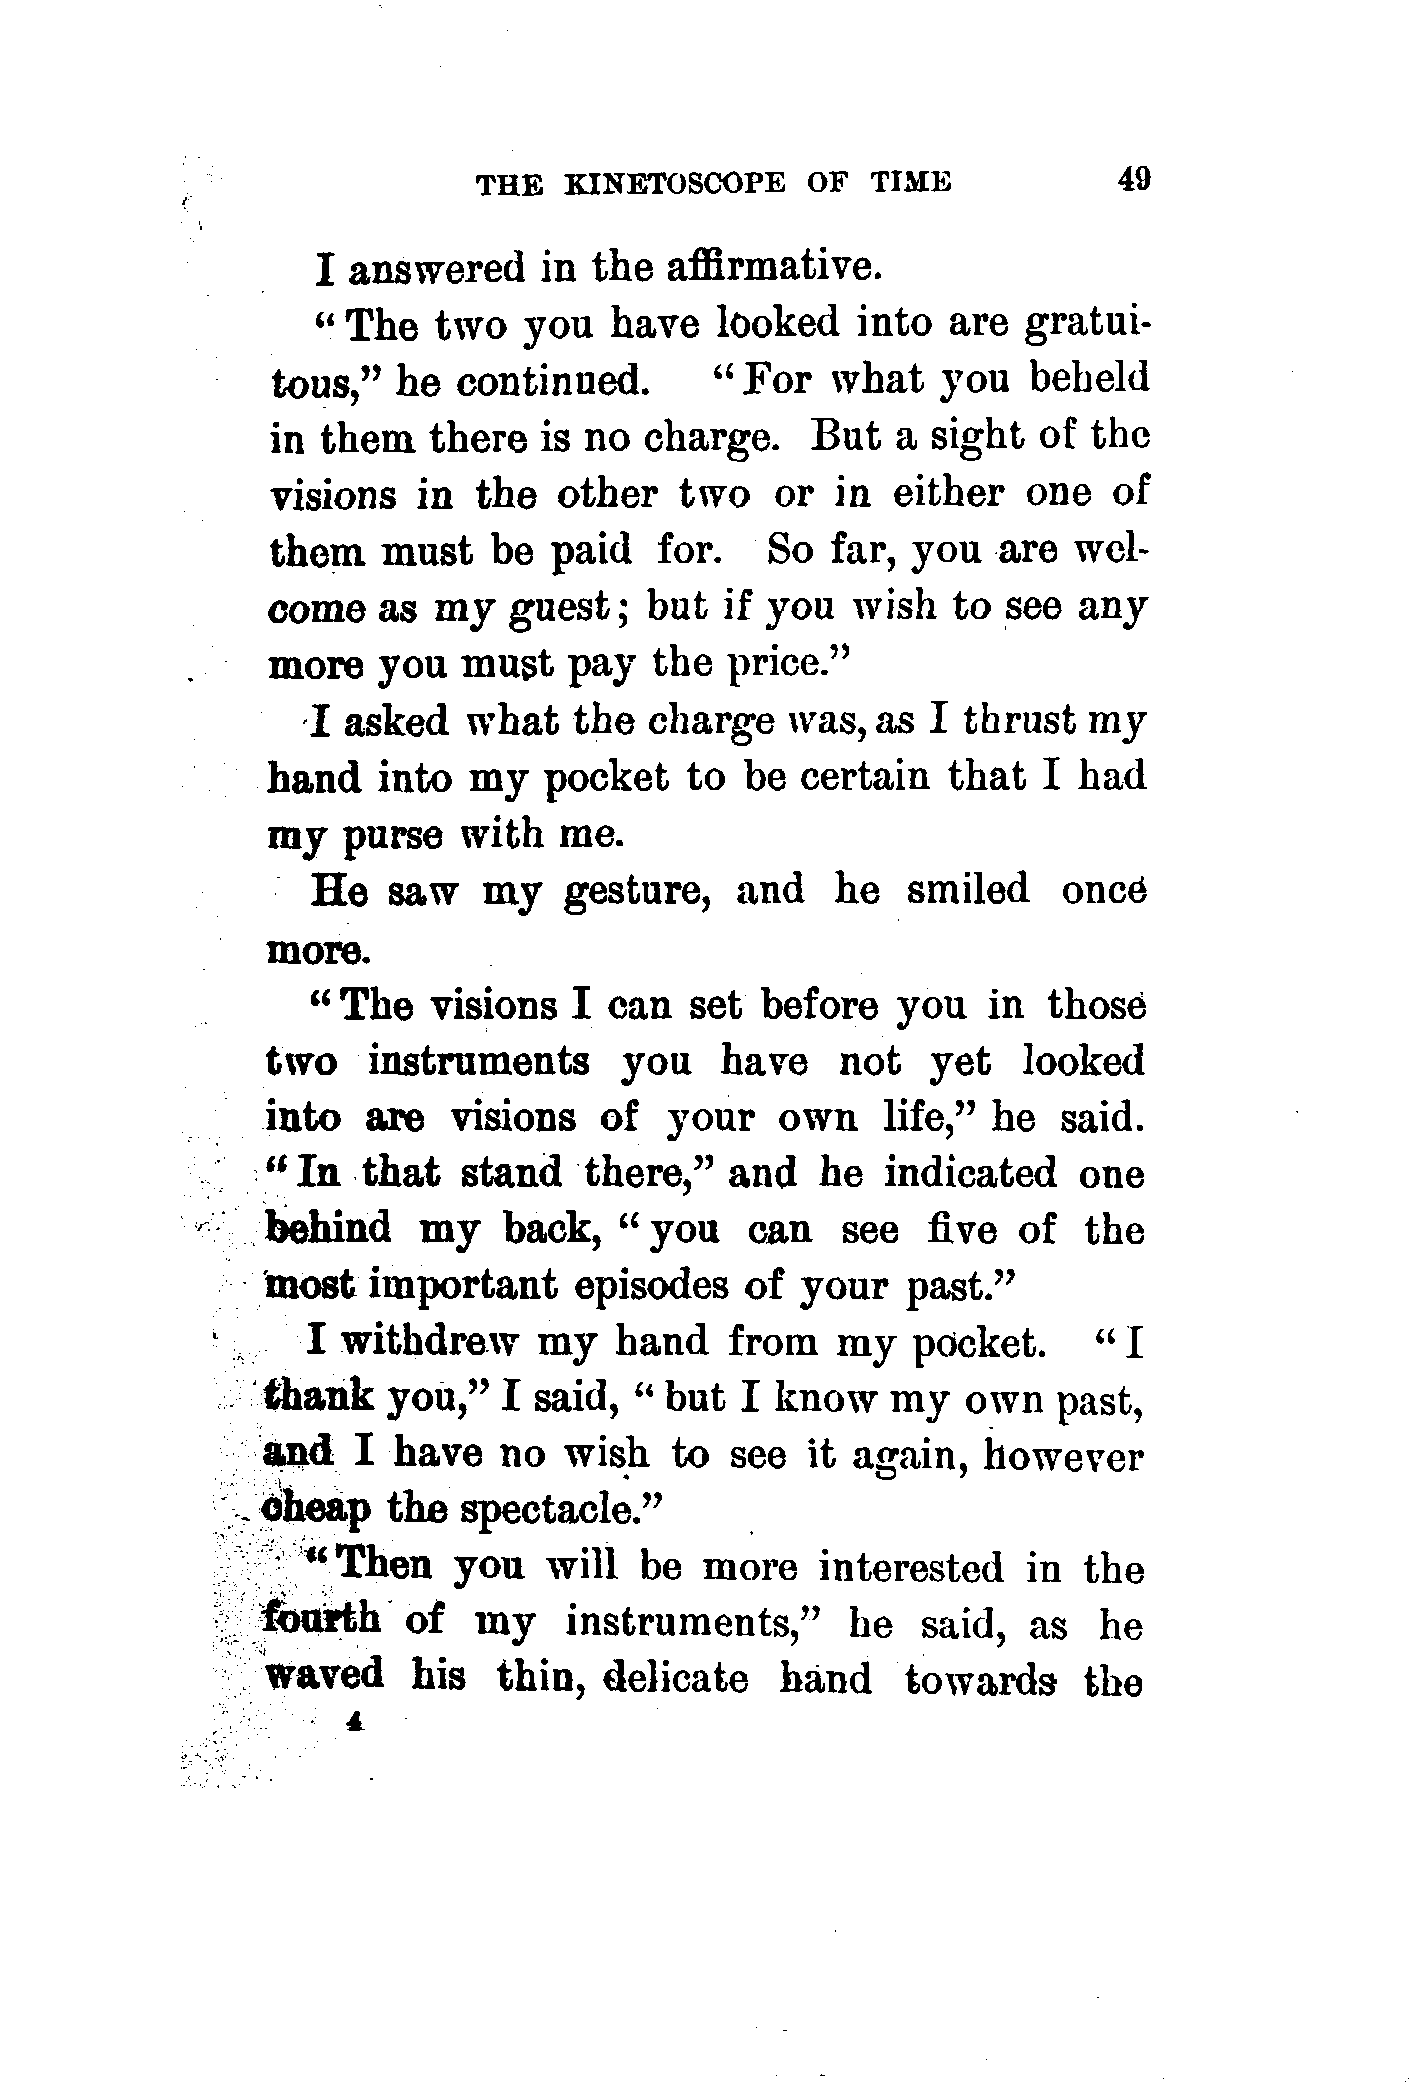 THE KINETOSCOPE OF TIME 49
I answered in the affirmative.
“The two you have looked into are gratui-
tous,” he continued. “For what you beheld
in them there is no charge. But a sight of the
visions in the other two or in either one of
them must be paid for. So far, you are wel-
come as my guest; but if you wish to see any
more you must pay the price.”
I asked what the charge was, as I thrust my
hand into my pocket to be certain that I had
my purse with me.
He saw my gesture, and he smiled once
more.
“The visions I can set before you in those
two instruments you have not yet looked
into are visions of your own life,” he said.
“In that stand there,” and he indicated one
behind my back, “you can see five of the
most important episodes of your past.”
I withdrew my hand from my pocket. “I
thank you,” I said, “but I know my own past,
and I have no wish to see it again, however
cheap the spectacle.”
“Then you will be more interested in the
fourth of my instruments,” he said, as he
waved his thin, delicate hand towards the
4